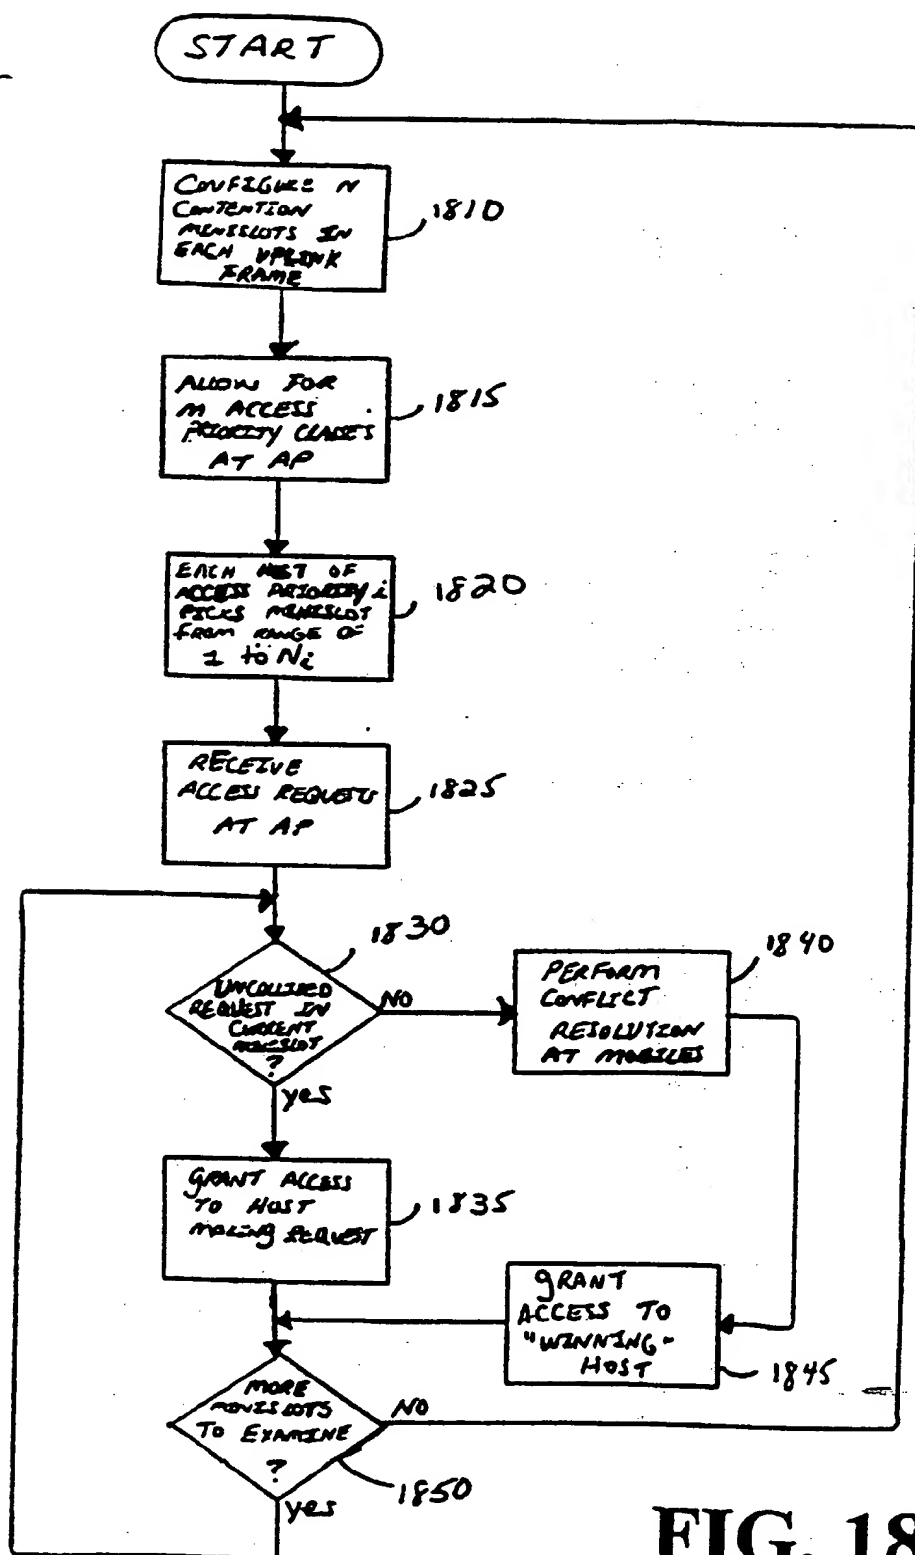 START
CONFIGURE N
CONTENTION
MINISLOTS IN
EACH UPLINK
FRAME
1810
ALLOW FOR
M ACCESS
PRIORITY CLASSES
AT AP
1815
EACH HOST OF
ACCESS PRIORITY i
PICKS MINISLOT
FROM RANGE OF
1 to Ni
1820
RECEIVE
ACCESS REQUESTS
AT AP
1825
1830
UNCOLLIDED
REQUEST IN
CURRENT
MINISLOT
?
NO
yes
1840
PERFORM
CONFLICT
RESOLUTION
AT MOBILES
GRANT ACCESS
TO HOST
MAKING REQUEST
1835
GRANT
ACCESS TO
"WINNING"
HOST
1845
MORE
MINISLOTS
TO EXAMINE
?
NO
1850
yes
FIG. 18